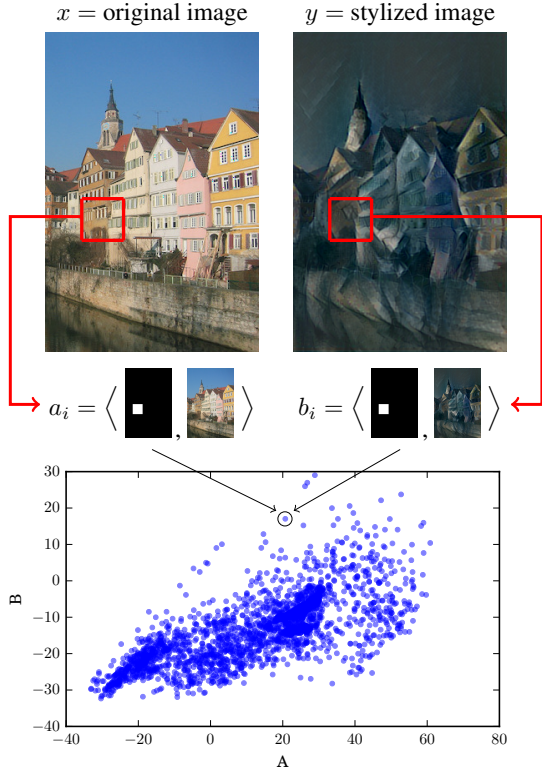 x = original image
y = stylized image
a_i = ⟨ , ⟩
b_i = ⟨ , ⟩
30
20
10
0
−10
−20
−30
−40
B
−40
−20
0
20
40
60
80
A